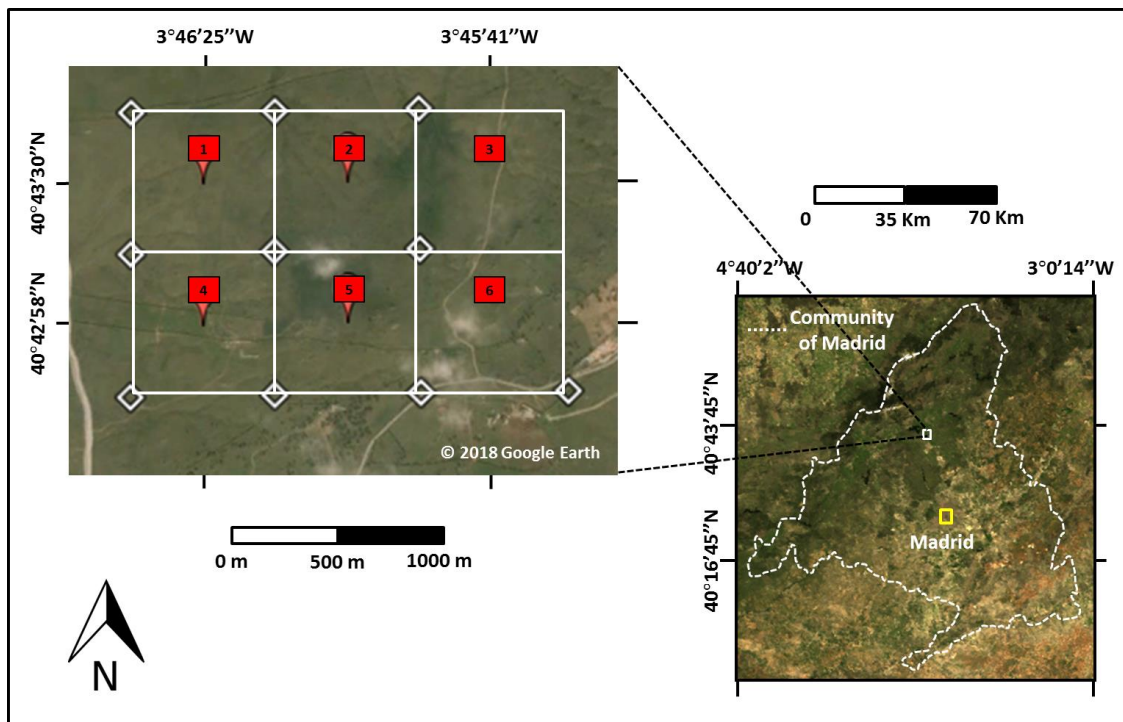 3°46’25’’W
3°45’41’’W
40°43’30’’N
40°42’58’’N
1
2
3
4
5
6
© 2018 Google Earth
0 m
500 m
1000 m
N
0
35 Km
70 Km
4°40’2’’W
3°0’14’’W
40°43’45’’N
40°16’45’’N
Community
of Madrid
Madrid